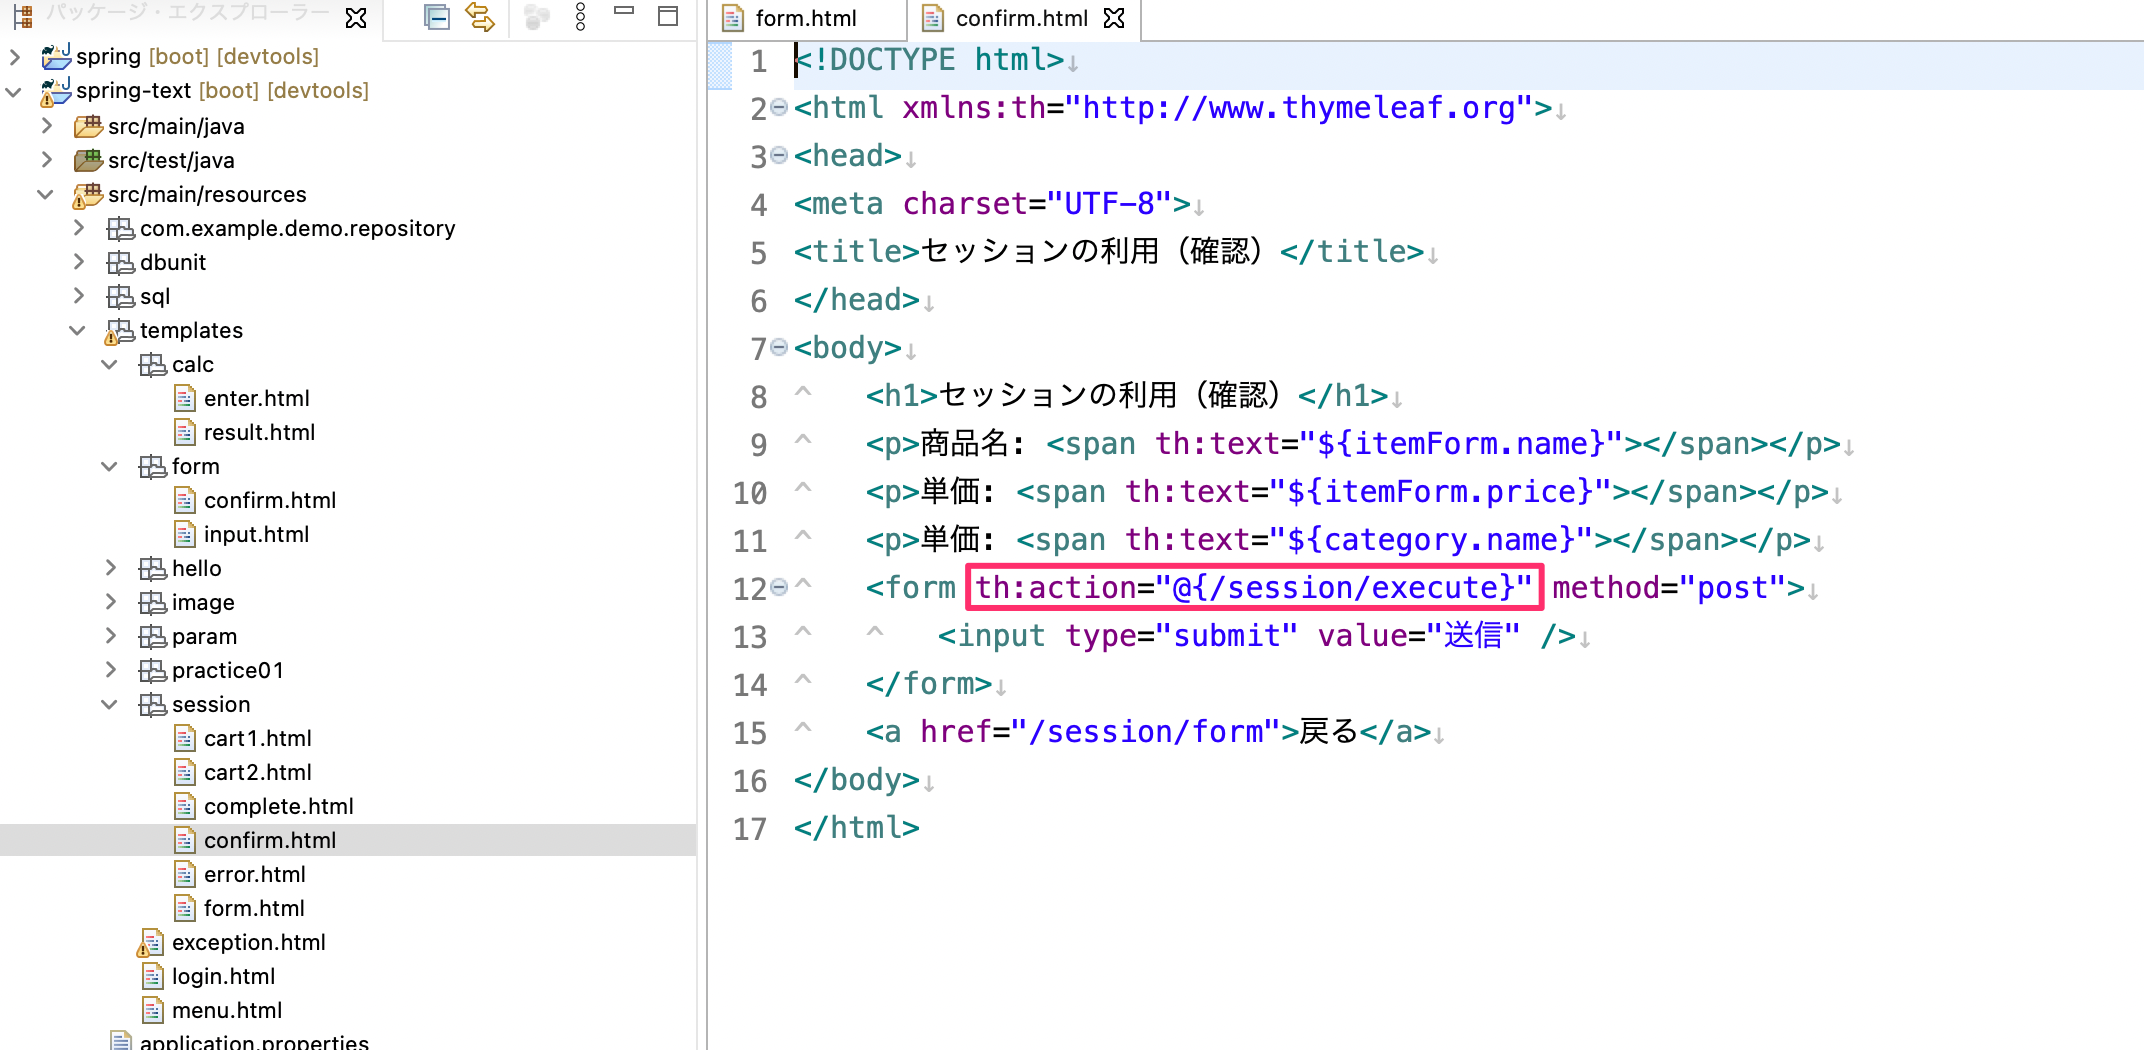 パッケージ・エクスプローラー
spring [boot] [devtools]
spring-text [boot] [devtools]
src/main/java
src/test/java
src/main/resources
com.example.demo.repository
dbunit
sql
templates
calc
enter.html
result.html
form
confirm.html
input.html
hello
image
param
practice01
session
cart1.html
cart2.html
complete.html
confirm.html
error.html
form.html
exception.html
login.html
menu.html
application.properties
form.html
confirm.html
1 <!DOCTYPE html>↓
2 <html xmlns:th="http://www.thymeleaf.org">↓
3 <head>↓
4 <meta charset="UTF-8">↓
5 <title>セッションの利用（確認）</title>↓
6 </head>↓
7 <body>↓
8 ^ <h1>セッションの利用（確認）</h1>↓
9 ^ <p>商品名: <span th:text="${itemForm.name}"></span></p>↓
10 ^ <p>単価: <span th:text="${itemForm.price}"></span></p>↓
11 ^ <p>単価: <span th:text="${category.name}"></span></p>↓
12 ^ <form th:action="@{/session/execute}" method="post">↓
13 ^ ^ <input type="submit" value="送信" />↓
14 ^ </form>↓
15 ^ <a href="/session/form">戻る</a>↓
16 </body>↓
17 </html>